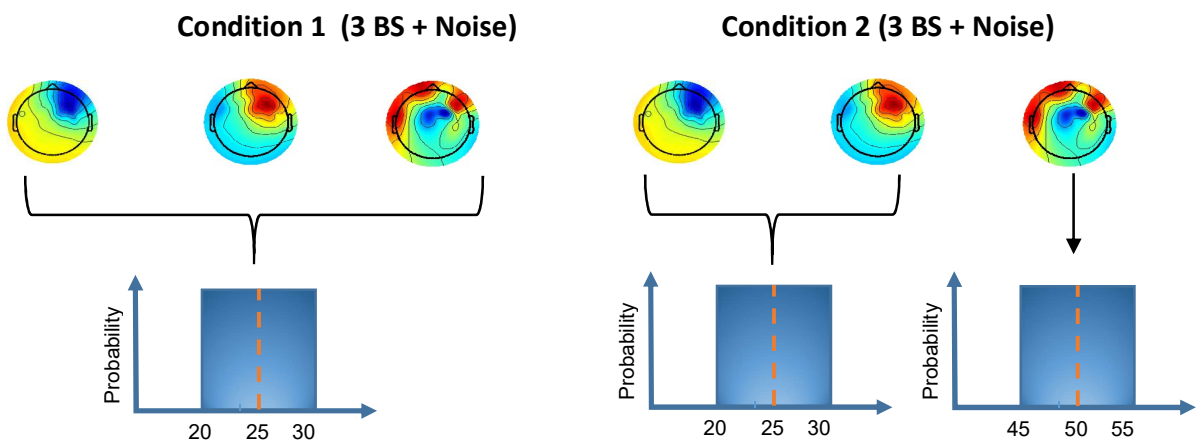 Condition 1 (3 BS + Noise)
Condition 2 (3 BS + Noise)
Probability
20 25 30
Probability
20 25 30
Probability
45 50 55